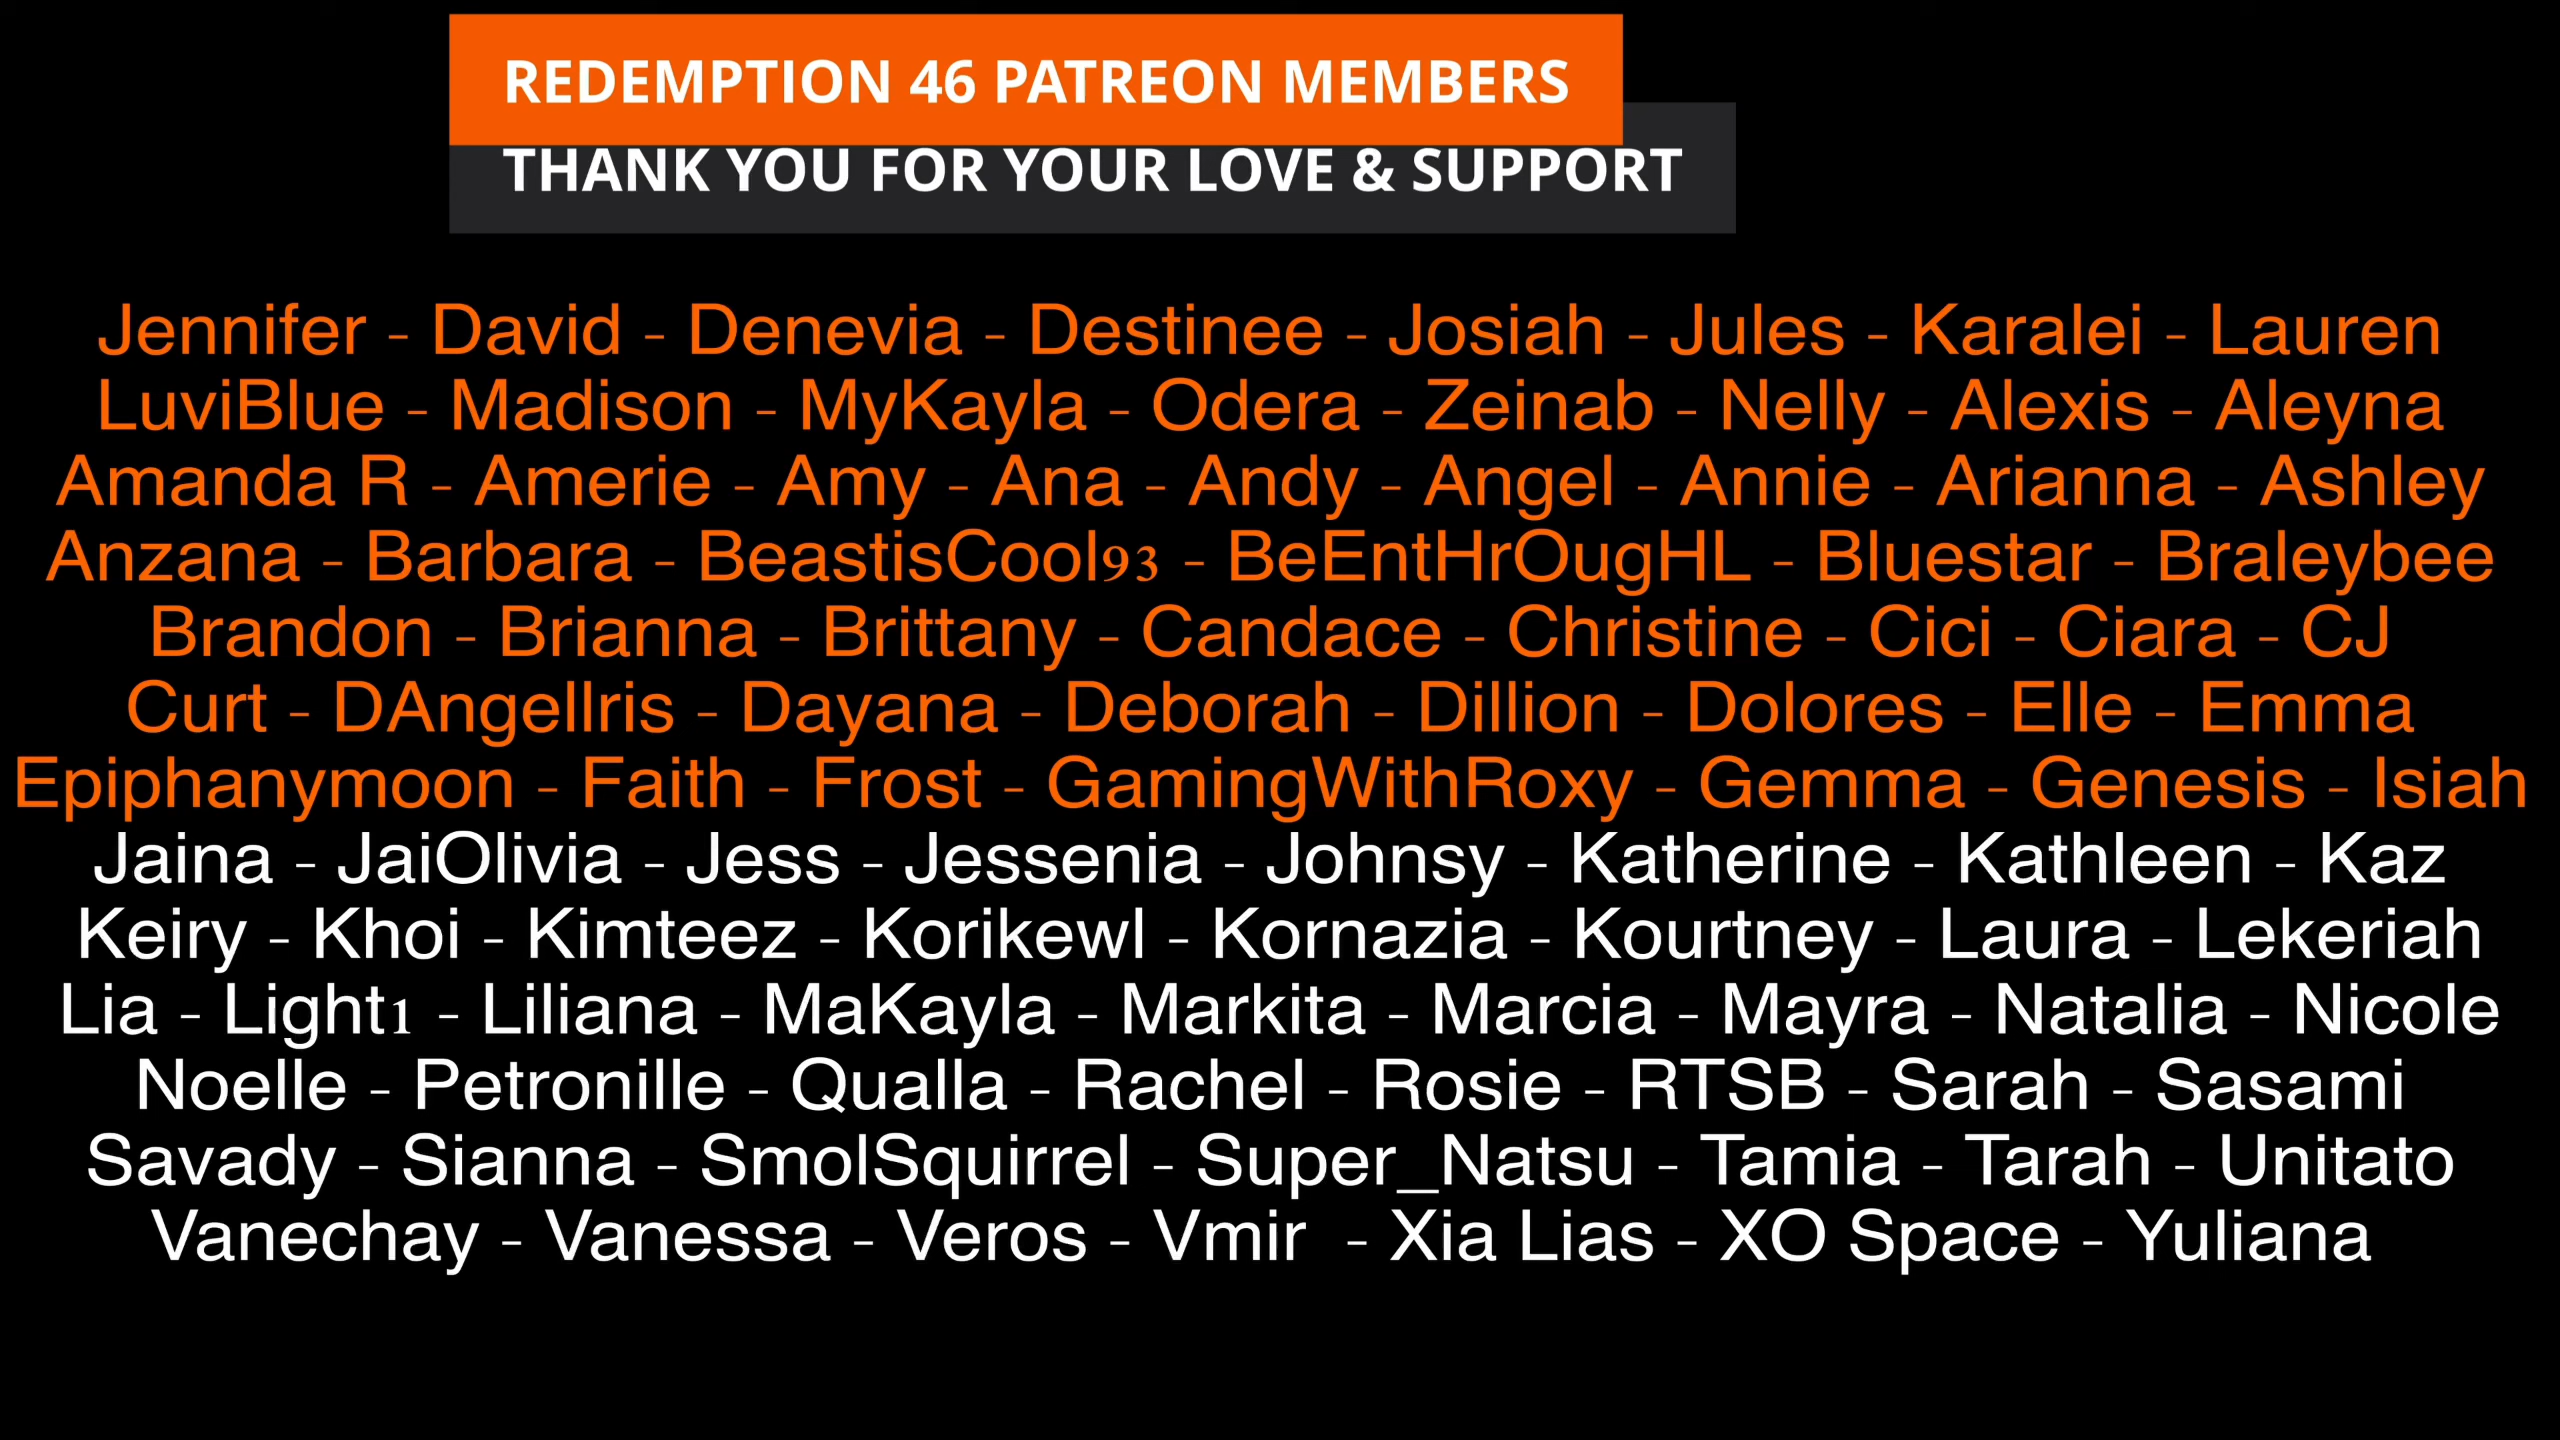 REDEMPTION 46 PATREON MEMBERS
THANK YOU FOR YOUR LOVE & SUPPORT
Jennifer - David - Denevia - Destinee - Josiah - Jules - Karalei - Lauren
LuviBlue - Madison - MyKayla - Odera - Zeinab - Nelly - Alexis - Aleyna
Amanda R - Amerie - Amy - Ana - Andy - Angel - Annie - Arianna - Ashley
Anzana - Barbara - BeastisCool93 - BeEntHrOugHL - Bluestar - Braleybee
Brandon - Brianna - Brittany - Candace - Christine - Cici - Ciara - CJ
Curt - DAngelIris - Dayana - Deborah - Dillion - Dolores - Elle - Emma
Epiphanymoon - Faith - Frost - GamingWithRoxy - Gemma - Genesis - Isiah
Jaina - JaiOlivia - Jess - Jessenia - Johnsy - Katherine - Kathleen - Kaz
Keiry - Khoi - Kimteez - Korikewl - Kornazia - Kourtney - Laura - Lekeriah
Lia - Light1 - Liliana - MaKayla - Markita - Marcia - Mayra - Natalia - Nicole
Noelle - Petronille - Qualla - Rachel - Rosie - RTSB - Sarah - Sasami
Savady - Sianna - SmolSquirrel - Super_Natsu - Tamia - Tarah - Unitato
Vanechay - Vanessa - Veros - Vmir - Xia Lias - XO Space - Yuliana